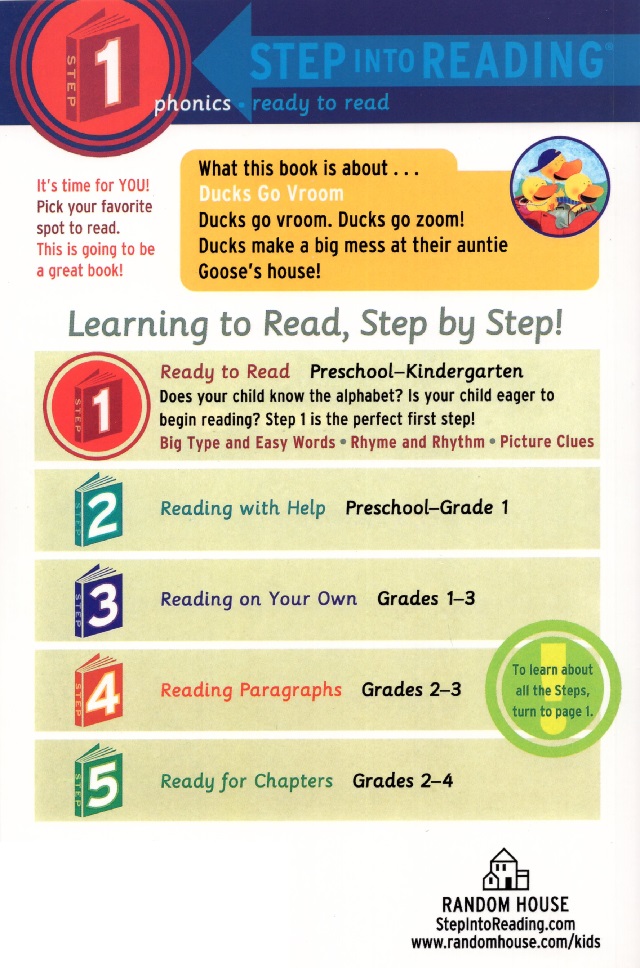 STEP 1
STEP INTO READING®
phonics • ready to read
It's time for YOU!
Pick your favorite
spot to read.
This is going to be
a great book!
What this book is about . . .
Ducks Go Vroom
Ducks go vroom. Ducks go zoom!
Ducks make a big mess at their auntie
Goose's house!
Learning to Read, Step by Step!
STEP 1
Ready to Read Preschool–Kindergarten
Does your child know the alphabet? Is your child eager to
begin reading? Step 1 is the perfect first step!
Big Type and Easy Words • Rhyme and Rhythm • Picture Clues
STEP 2
Reading with Help Preschool–Grade 1
STEP 3
Reading on Your Own Grades 1–3
STEP 4
Reading Paragraphs Grades 2–3
To learn about
all the Steps,
turn to page 1.
STEP 5
Ready for Chapters Grades 2–4
RANDOM HOUSE
StepIntoReading.com
www.randomhouse.com/kids